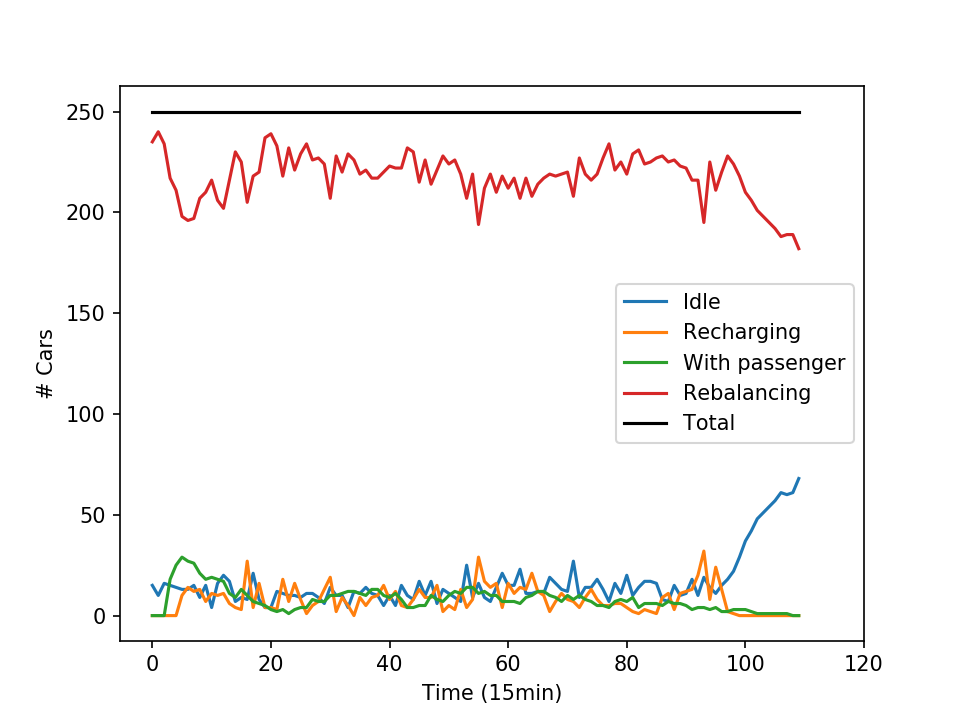 250
200
150
100
50
0
# Cars
Idle
Recharging
With passenger
Rebalancing
Total
0 20 40 60 80 100 120
Time (15min)